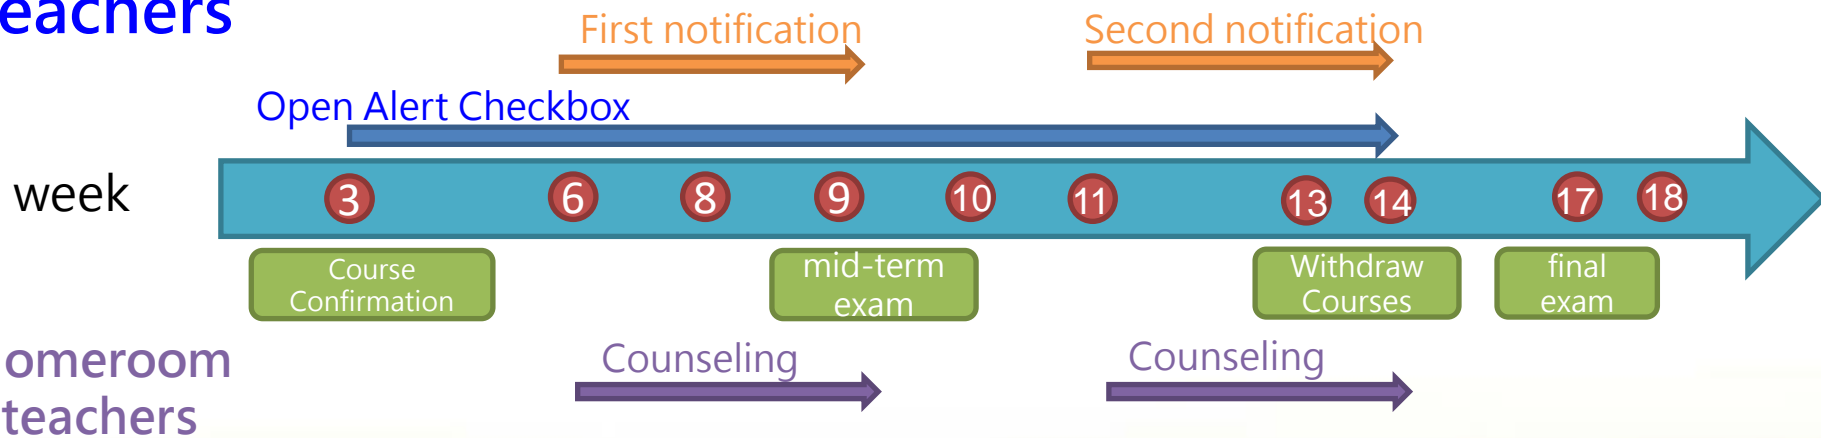 eachers
First notification
Second notification
Open Alert Checkbox
week
3
6
8
9
10
11
13
14
17
18
Course
Confirmation
mid-term
exam
Withdraw
Courses
final
exam
omeroom
teachers
Counseling
Counseling